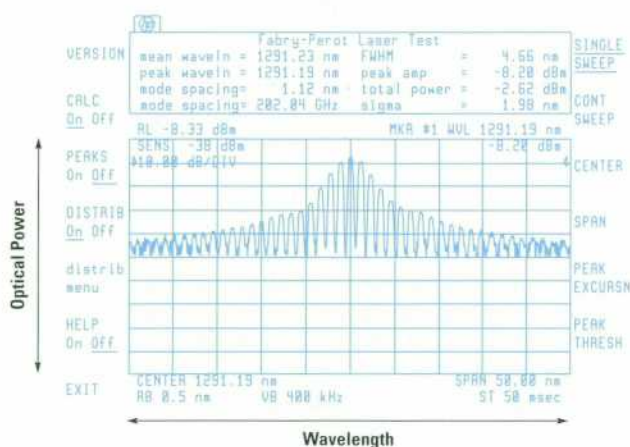 hp
Fabry-Perot Laser Test
mean waveln = 1291.23 nm FWHM = 4.66 nm
peak waveln = 1291.19 nm peak amp = -8.20 dBm
mode spacing= 1.12 nm total power = -2.62 dBm
mode spacing= 202.04 GHz sigma = 1.98 nm
VERSION
CALC
On Off
PEAKS
On Off
DISTRIB
On Off
distrib
menu
HELP
On Off
EXIT
RL -8.33 dBm MKR #1 WVL 1291.19 nm
SENS -38 dBm -8.20 dBm
10.00 dB/DIV
CENTER 1291.19 nm SPAN 50.00 nm
RB 0.5 nm VB 400 kHz ST 50 msec
SINGLE
SWEEP
CONT
SWEEP
CENTER
SPAN
PEAK
EXCURSN
PEAK
THRESH
Optical Power
Wavelength